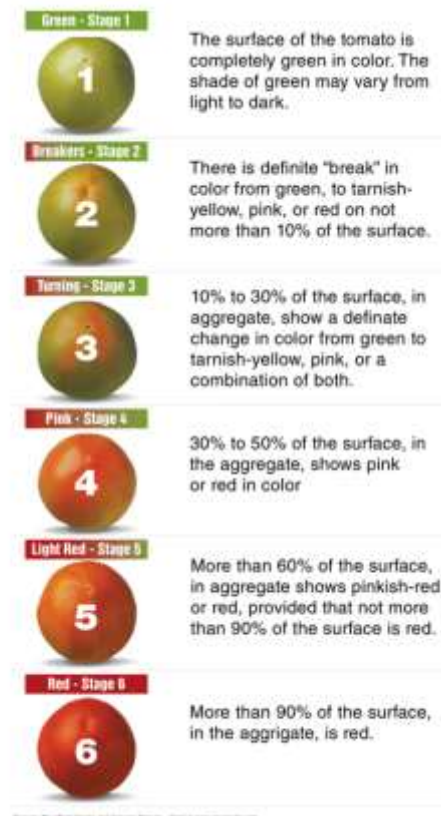 Green - Stage 1
1
The surface of the tomato is
completely green in color. The
shade of green may vary from
light to dark.
Breakers - Stage 2
2
There is definite "break" in
color from green, to tarnish-
yellow, pink, or red on not
more than 10% of the surface.
Turning - Stage 3
3
10% to 30% of the surface, in
aggregate, show a definate
change in color from green to
tarnish-yellow, pink, or a
combination of both.
Pink - Stage 4
4
30% to 50% of the surface, in
the aggregate, shows pink
or red in color
Light Red - Stage 5
5
More than 60% of the surface,
in aggregate shows pinkish-red
or red, provided that not more
than 90% of the surface is red.
Red - Stage 6
6
More than 90% of the surface,
in the aggrigate, is red.